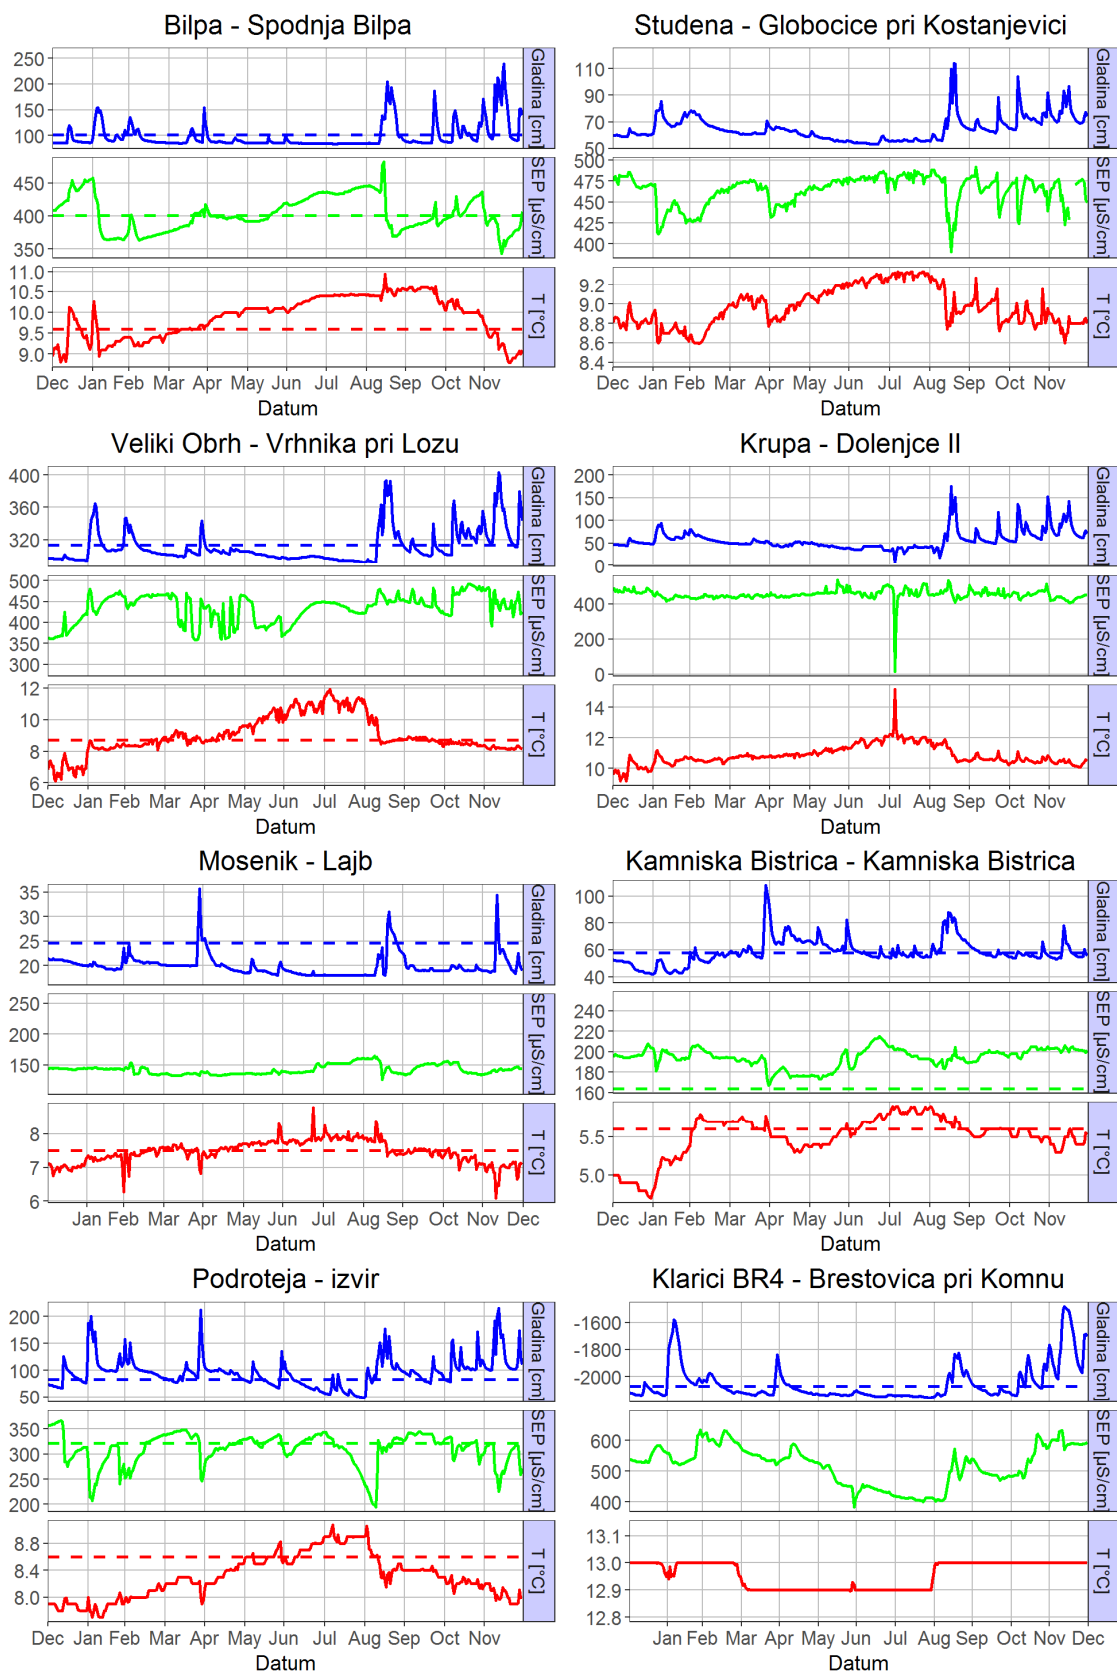 Bilpa - Spodnja Bilpa
250
200
150
100
Gladina [cm]
450
400
350
SEP [µS/cm]
11.0
10.5
10.0
9.5
9.0
T [°C]
Dec Jan Feb Mar Apr May Jun Jul Aug Sep Oct Nov
Datum
Studena - Globocice pri Kostanjevici
110
90
70
50
Gladina [cm]
500
475
450
425
400
SEP [µS/cm]
9.2
9.0
8.8
8.6
8.4
T [°C]
Dec Jan Feb Mar Apr May Jun Jul Aug Sep Oct Nov
Datum
Veliki Obrh - Vrhnika pri Lozu
400
360
320
Gladina [cm]
500
450
400
350
300
SEP [µS/cm]
12
10
8
6
T [°C]
Dec Jan Feb Mar Apr May Jun Jul Aug Sep Oct Nov
Datum
Krupa - Dolenjce II
200
150
100
50
0
Gladina [cm]
400
200
0
SEP [µS/cm]
14
12
10
T [°C]
Dec Jan Feb Mar Apr May Jun Jul Aug Sep Oct Nov
Datum
Mosenik - Lajb
35
30
25
20
Gladina [cm]
250
200
150
SEP [µS/cm]
8
7
6
T [°C]
Jan Feb Mar Apr May Jun Jul Aug Sep Oct Nov Dec
Datum
Kamniska Bistrica - Kamniska Bistrica
100
80
60
40
Gladina [cm]
240
220
200
180
160
SEP [µS/cm]
5.5
5.0
T [°C]
Dec Jan Feb Mar Apr May Jun Jul Aug Sep Oct Nov
Datum
Podroteja - izvir
200
150
100
50
Gladina [cm]
350
300
250
200
SEP [µS/cm]
8.8
8.4
8.0
T [°C]
Dec Jan Feb Mar Apr May Jun Jul Aug Sep Oct Nov
Datum
Klarici BR4 - Brestovica pri Komnu
-1600
-1800
-2000
Gladina [cm]
600
500
400
SEP [µS/cm]
13.1
13.0
12.9
12.8
T [°C]
Jan Feb Mar Apr May Jun Jul Aug Sep Oct Nov Dec
Datum